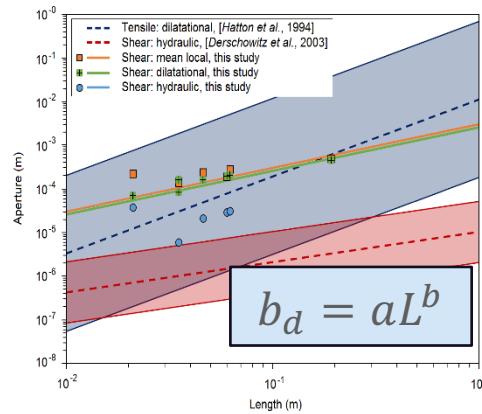 Tensile: dilatational, [Hatton et al., 1994]
Shear: hydraulic, [Derschowitz et al., 2003]
Shear: mean local, this study
Shear: dilatational, this study
Shear: hydraulic, this study
Aperture (m)
10⁻⁰
10⁻¹
10⁻²
10⁻³
10⁻⁴
10⁻⁵
10⁻⁶
10⁻⁷
10⁻⁸
b_d = aL^b
10⁻²
10⁻¹
10⁰
Length (m)